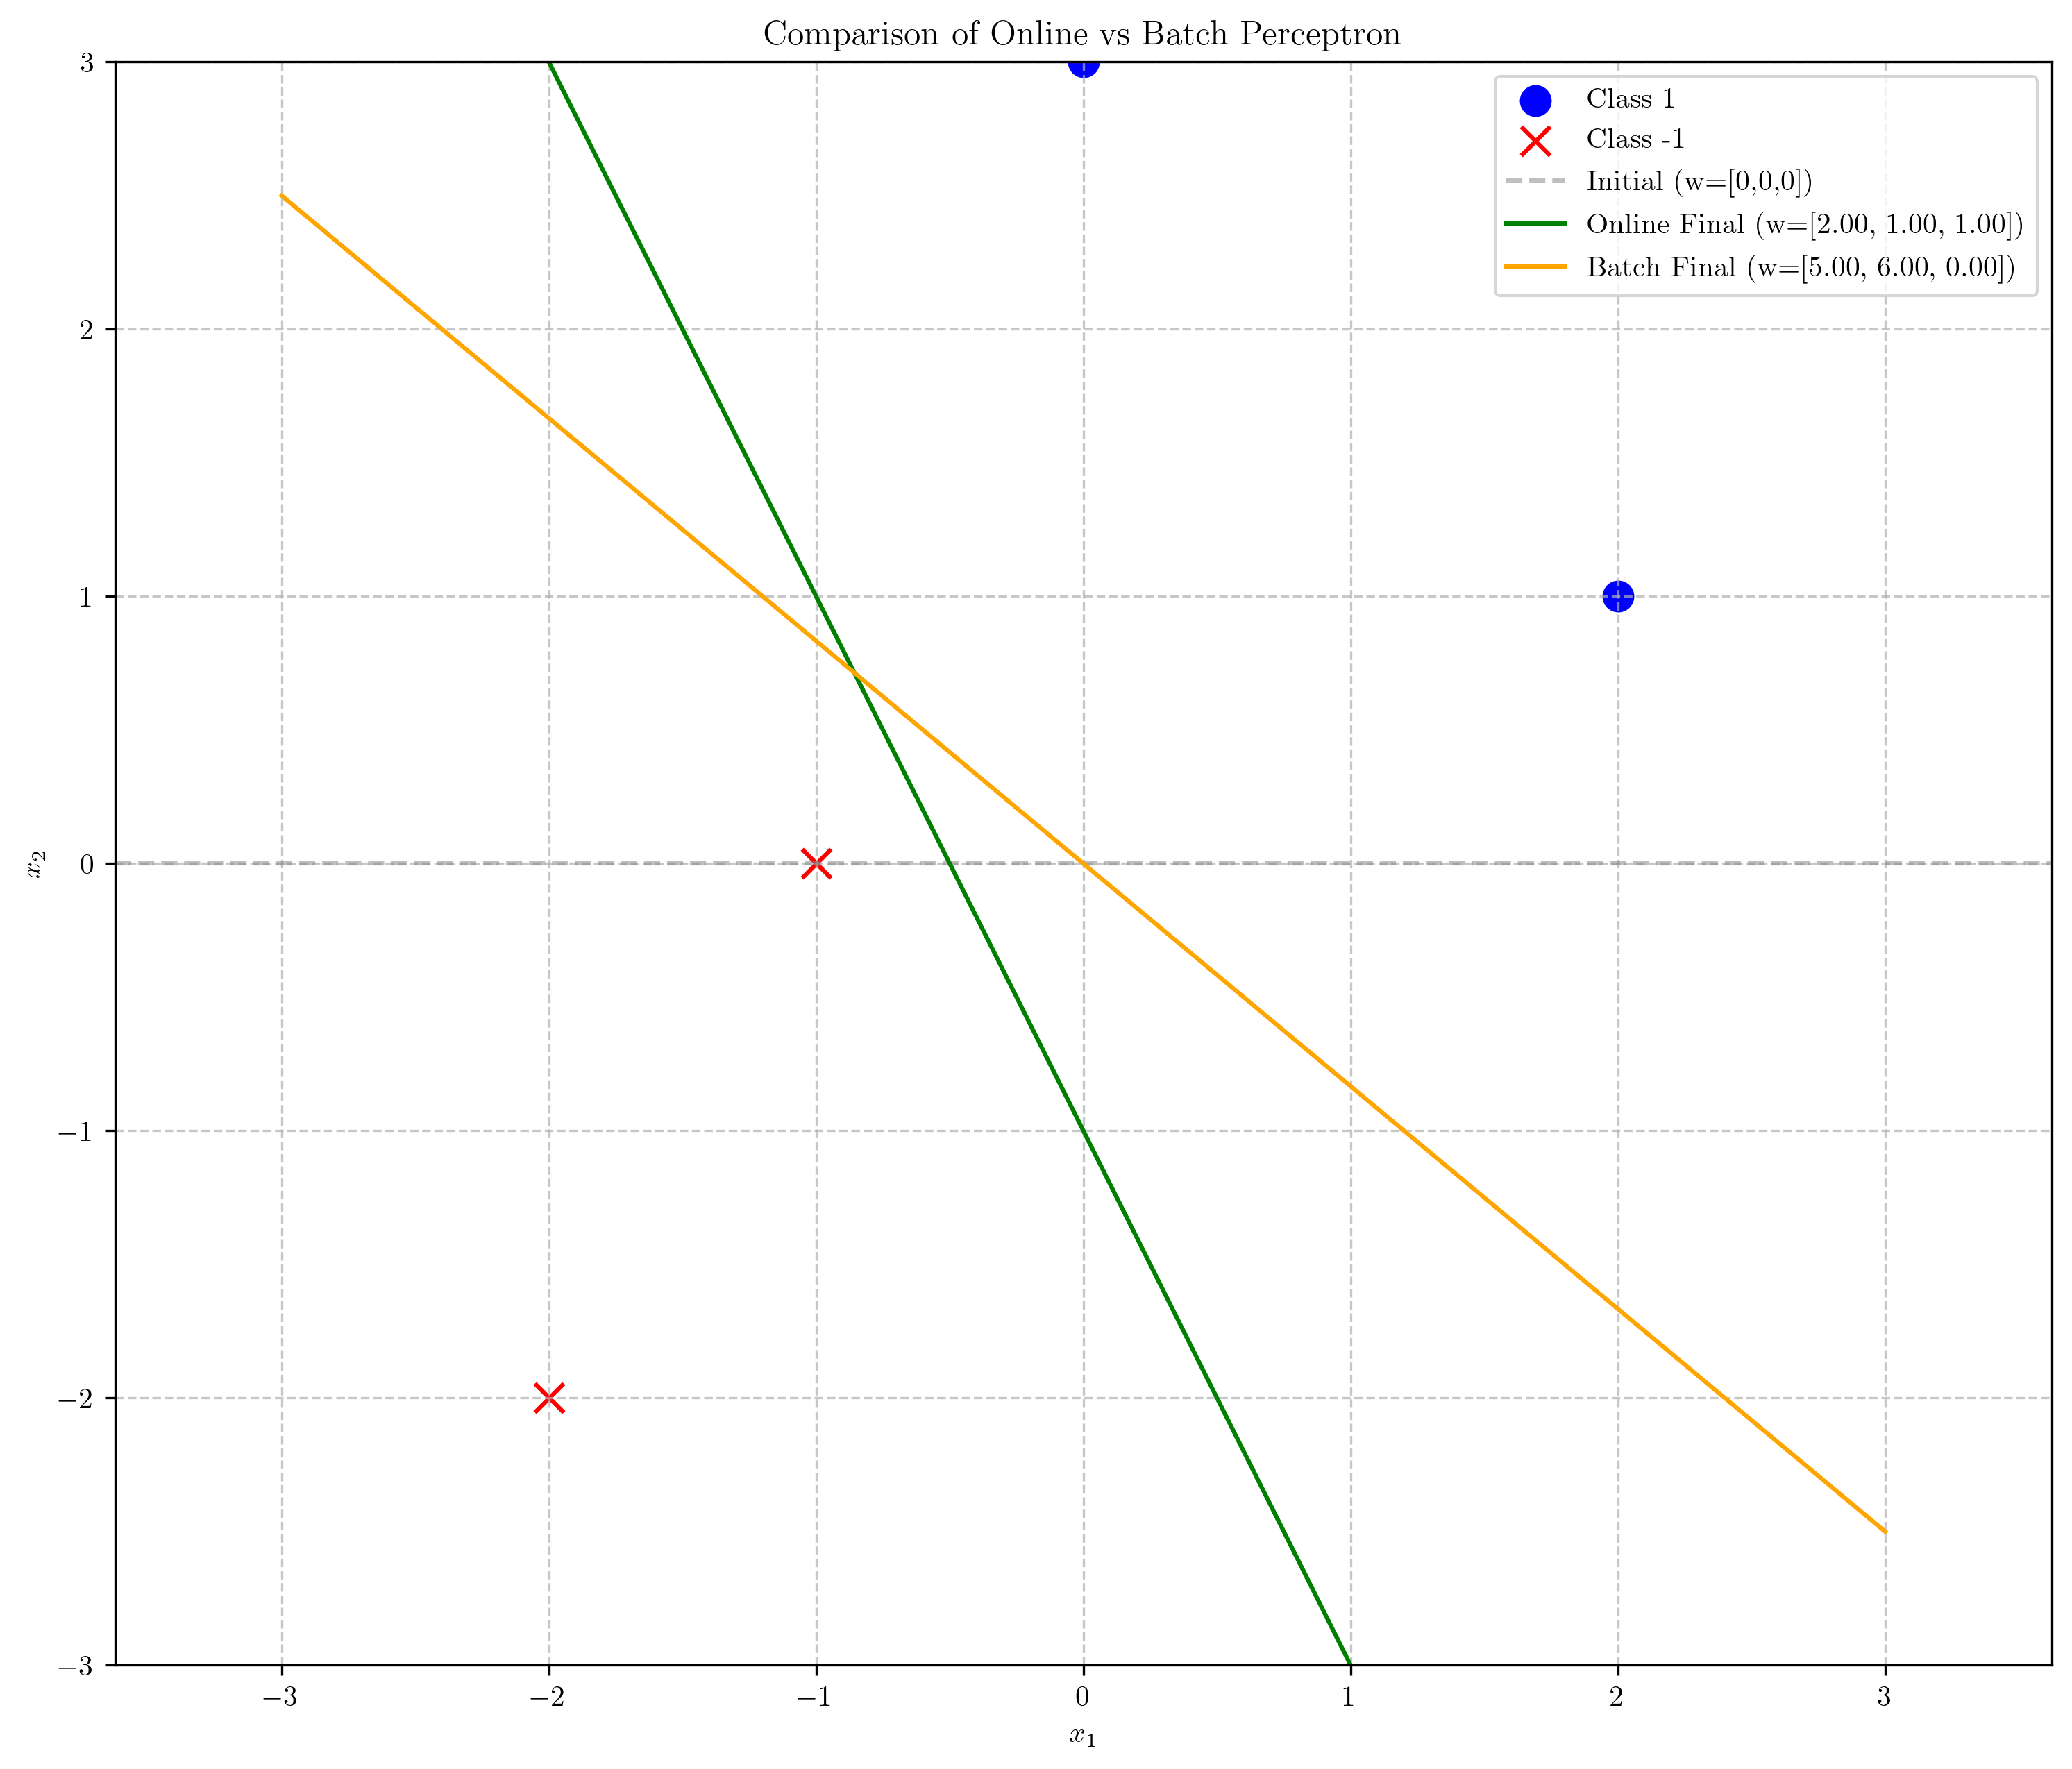 Comparison of Online vs Batch Perceptron
Class 1
Class -1
Initial (w=[0,0,0])
Online Final (w=[2.00, 1.00, 1.00])
Batch Final (w=[5.00, 6.00, 0.00])
3
2
1
0
−1
−2
−3
x₂
−3 −2 −1 0 1 2 3
x₁